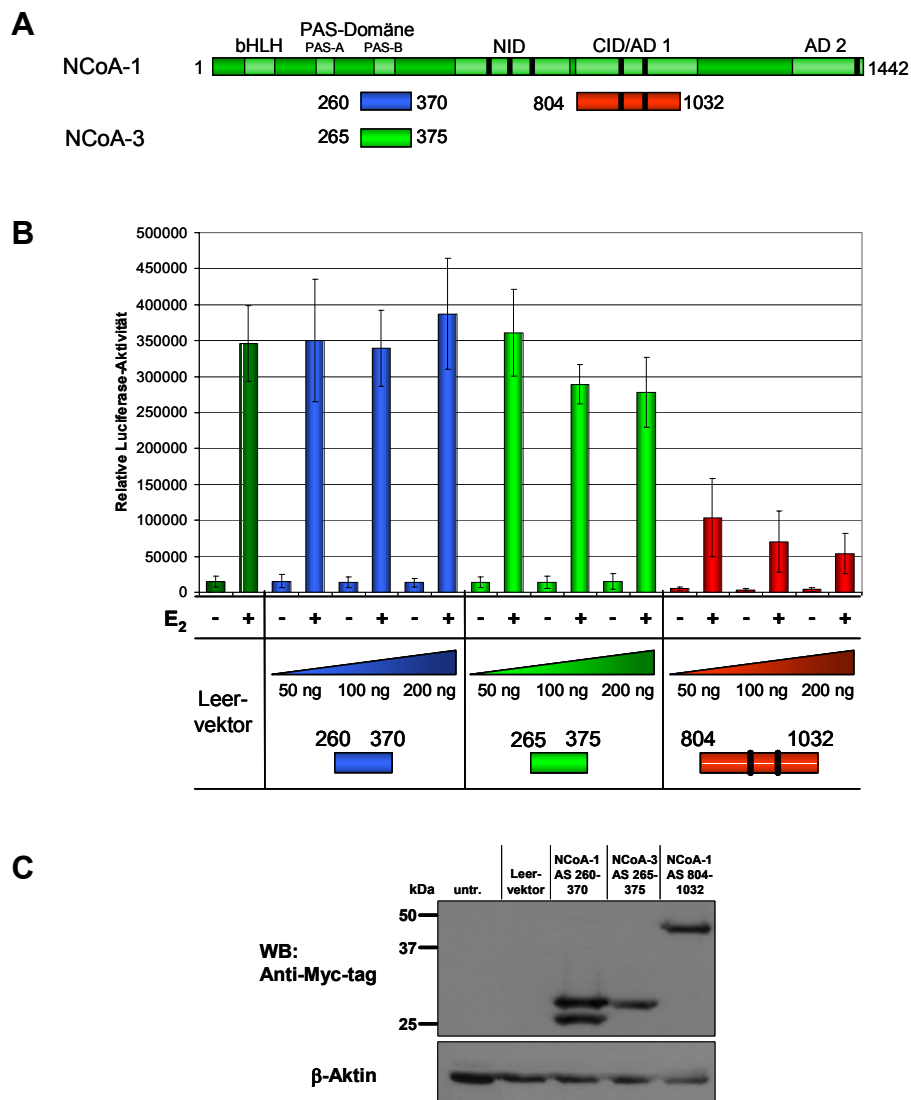 A
PAS-Domäne
bHLH PAS-A PAS-B NID CID/AD 1 AD 2
NCoA-1 1 1442
260 370 804 1032
NCoA-3 265 375
B
Relative Luciferase-Aktivität
500000
450000
400000
350000
300000
250000
200000
150000
100000
50000
0
E2 - + - + - + - + - + - + - + - + - + - +
Leer-
vektor
50 ng 100 ng 200 ng 50 ng 100 ng 200 ng 50 ng 100 ng 200 ng
260 370 265 375 804 1032
C
kDa untr. Leer-
vektor
NCoA-1
AS 260-
370
NCoA-3
AS 265-
375
NCoA-1
AS 804-
1032
50
37
25
WB:
Anti-Myc-tag
β-Aktin